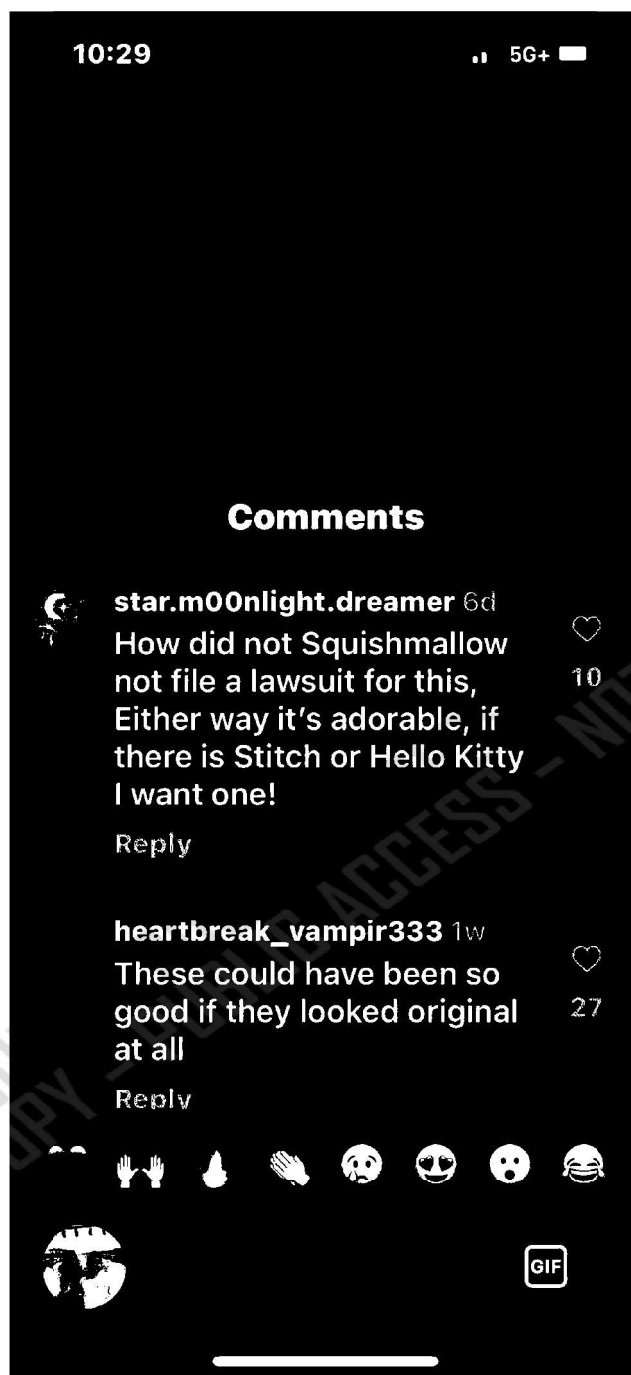 10:29
5G+
Comments
star.m00nlight.dreamer 6d
How did not Squishmallow
not file a lawsuit for this,
10
Either way it's adorable, if
there is Stitch or Hello Kitty
I want one!
Reply
heartbreak_vampir333 1w
These could have been so
good if they looked original
27
at all
Reply
GIF
PUBLIC ACCESS -